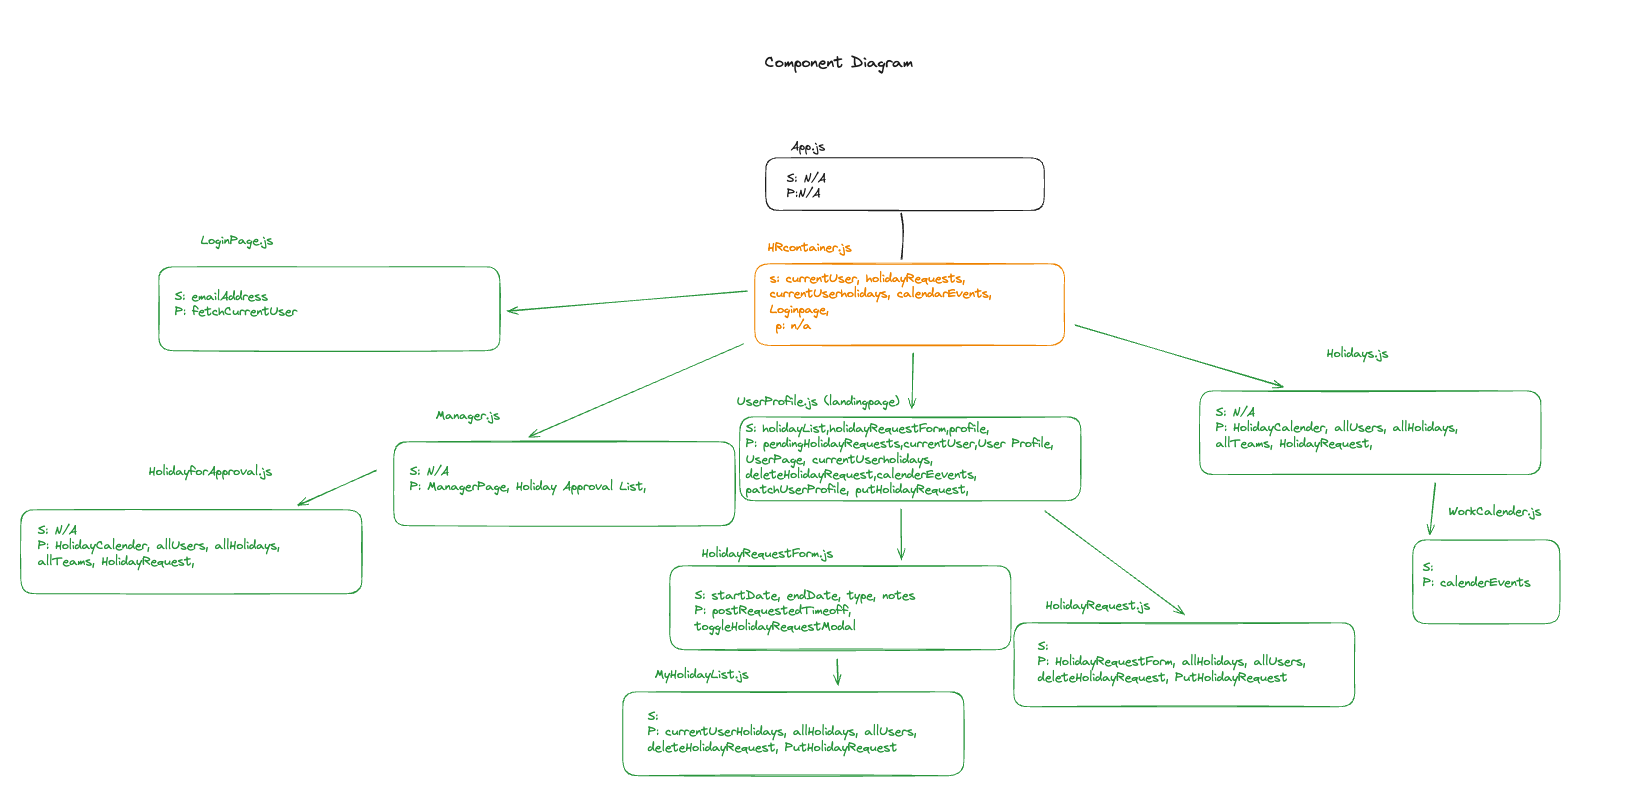 Component Diagram
App.js
S: N/A
P:N/A
LoginPage.js
S: emailAddress
P: fetchCurrentUser
HRcontainer.js
s: currentUser, holidayRequests,
currentUserholidays, calendarEvents,
Loginpage,
p: n/a
Holidays.js
S: N/A
P: HolidayCalender, allUsers, allHolidays,
allTeams, HolidayRequest,
Manager.js
S: N/A
P: ManagerPage, Holiday Approval List,
UserProfile.js (landingpage)
S: holidayList,holidayRequestForm,profile,
P: pendingHolidayRequests,currentUser,User Profile,
UserPage, currentUserholidays,
deleteHolidayRequest,calenderEevents,
patchUserProfile, putHolidayRequest,
HolidayforApproval.js
S: N/A
P: HolidayCalender, allUsers, allHolidays,
allTeams, HolidayRequest,
WorkCalender.js
S:
P: calenderEvents
HolidayRequestForm.js
S: startDate, endDate, type, notes
P: postRequestedTimeoff,
toggleHolidayRequestModal
HolidayRequest.js
S:
P: HolidayRequestForm, allHolidays, allUsers,
deleteHolidayRequest, PutHolidayRequest
MyHolidayList.js
S:
P: currentUserHolidays, allHolidays, allUsers,
deleteHolidayRequest, PutHolidayRequest